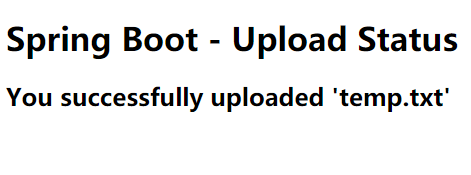 Spring Boot - Upload Status
You successfully uploaded 'temp.txt'